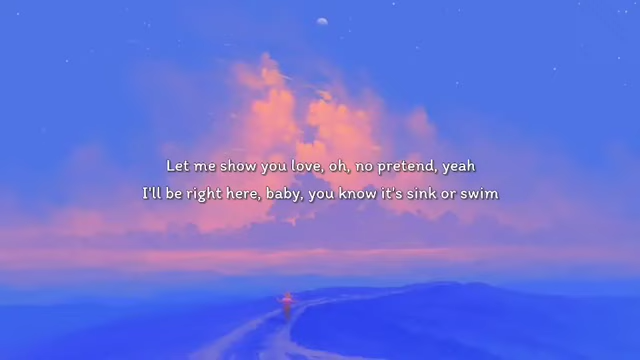 Let me show you love, oh, no pretend, yeah
I'll be right here, baby, you know it's sink or swim